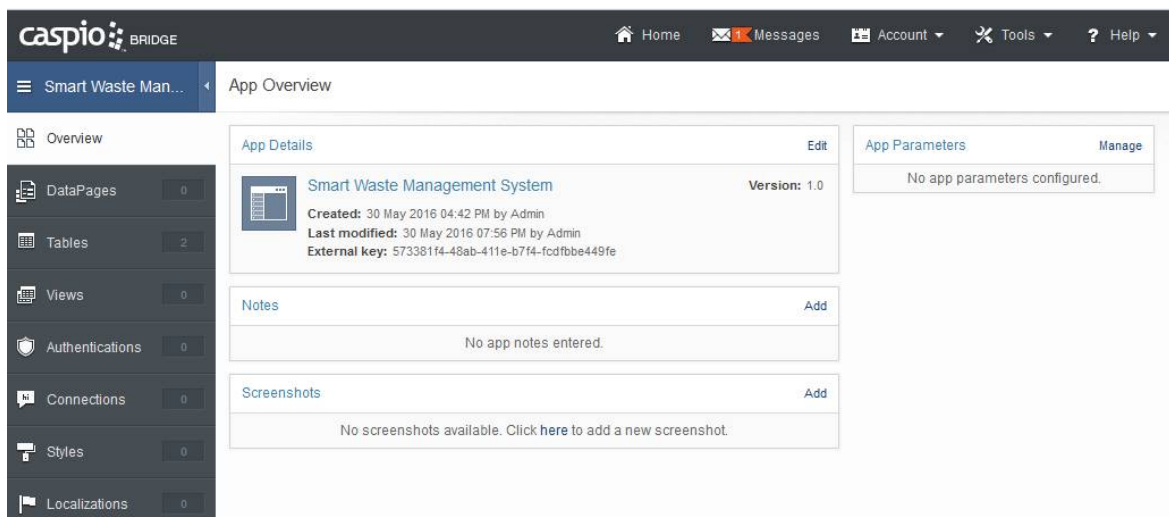 caspio BRIDGE
Home 1 Messages Account Tools ? Help
Smart Waste Man...
App Overview
Overview
DataPages 0
Tables 2
Views 0
Authentications 0
hi Connections 0
Styles 0
Localizations 0
App Details Edit
Smart Waste Management System Version: 1.0
Created: 30 May 2016 04:42 PM by Admin
Last modified: 30 May 2016 07:56 PM by Admin
External key: 573381f4-48ab-411e-b7f4-fcdfbbe449fe
Notes Add
No app notes entered.
Screenshots Add
No screenshots available. Click here to add a new screenshot.
App Parameters Manage
No app parameters configured.